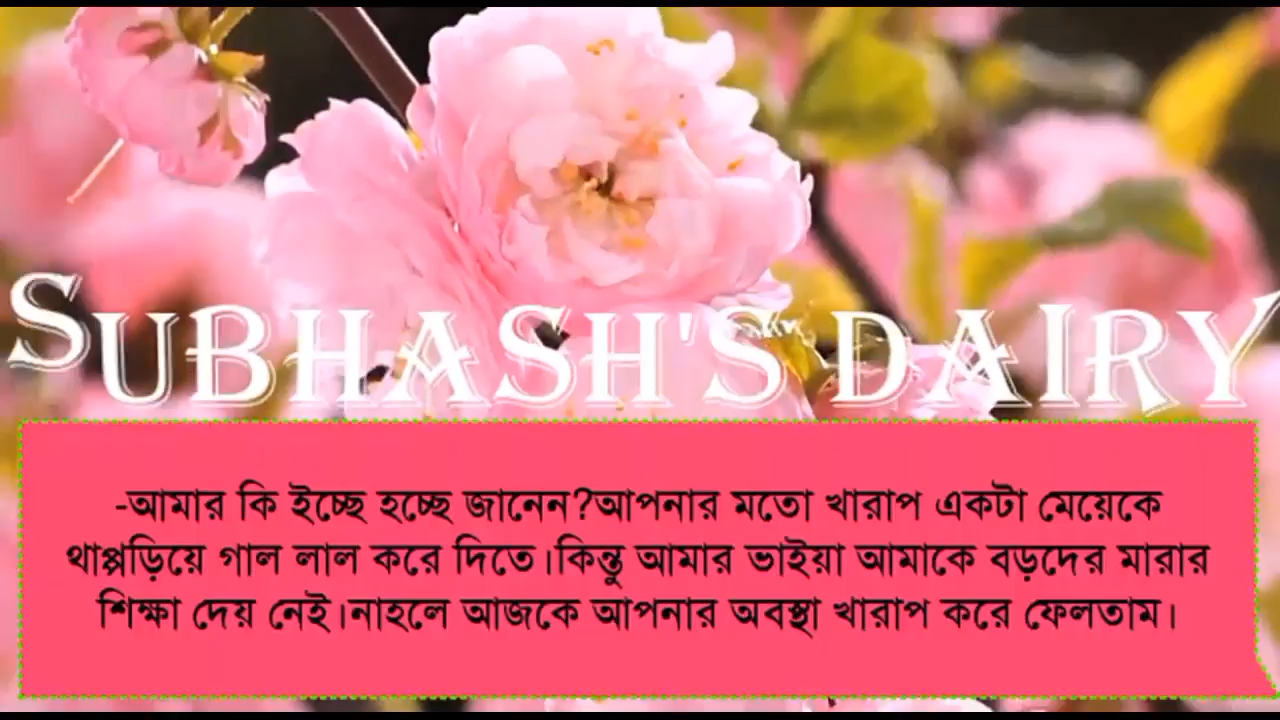 SUBHASH'S DAIRY
-আমার কি ইচ্ছে হচ্ছে জানেন?আপনার মতো খারাপ একটা মেয়েকে
থাপ্পড়িয়ে গাল লাল করে দিতে।কিন্তু আমার ভাইয়া আমাকে বড়দের মারার
শিক্ষা দেয় নেই।নাহলে আজকে আপনার অবস্থা খারাপ করে ফেলতাম।